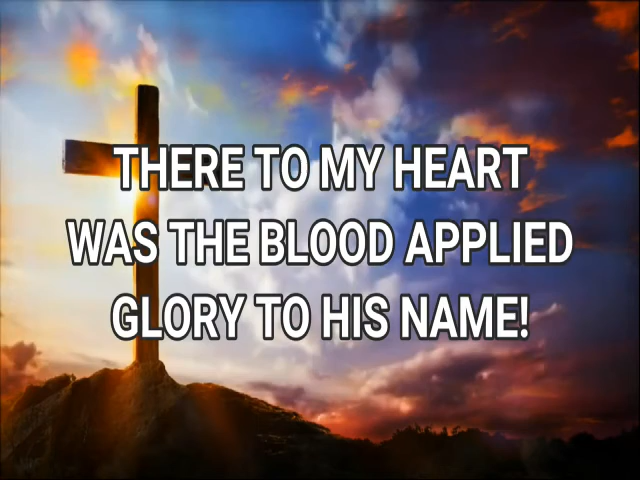 THERE TO MY HEART
WAS THE BLOOD APPLIED
GLORY TO HIS NAME!